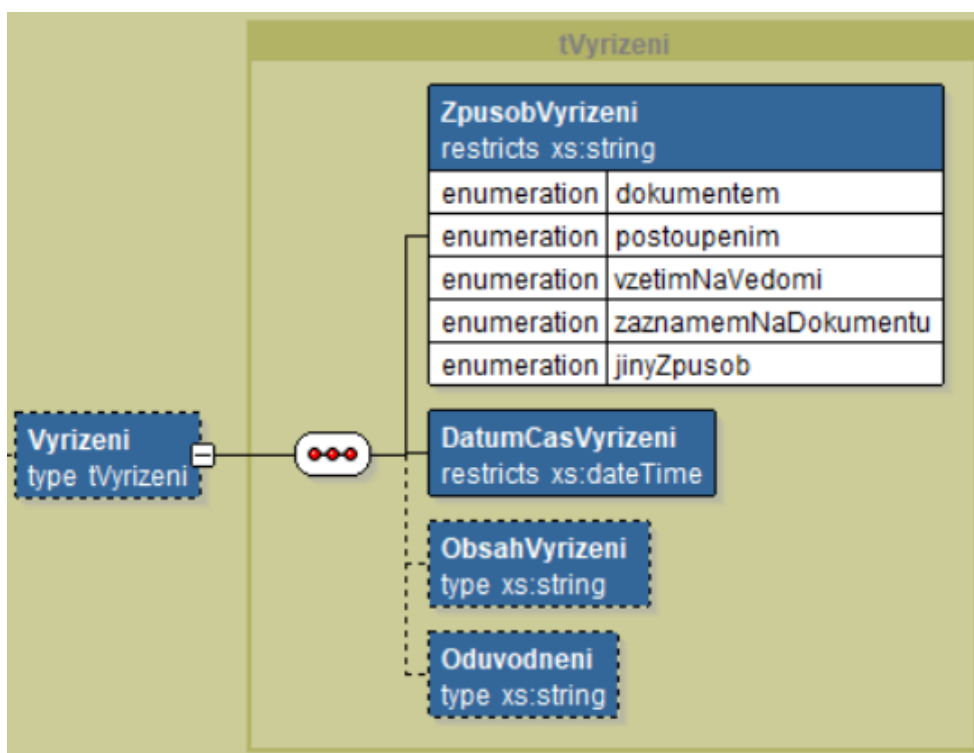 tVyrizeni
ZpusobVyrizeni
restricts xs:string
enumeration dokumentem
enumeration postoupenim
enumeration vzetimNaVedomi
enumeration zaznamemNaDokumentu
enumeration jinyZpusob
Vyrizeni
type tVyrizeni
DatumCasVyrizeni
restricts xs:dateTime
ObsahVyrizeni
type xs:string
Oduvodneni
type xs:string